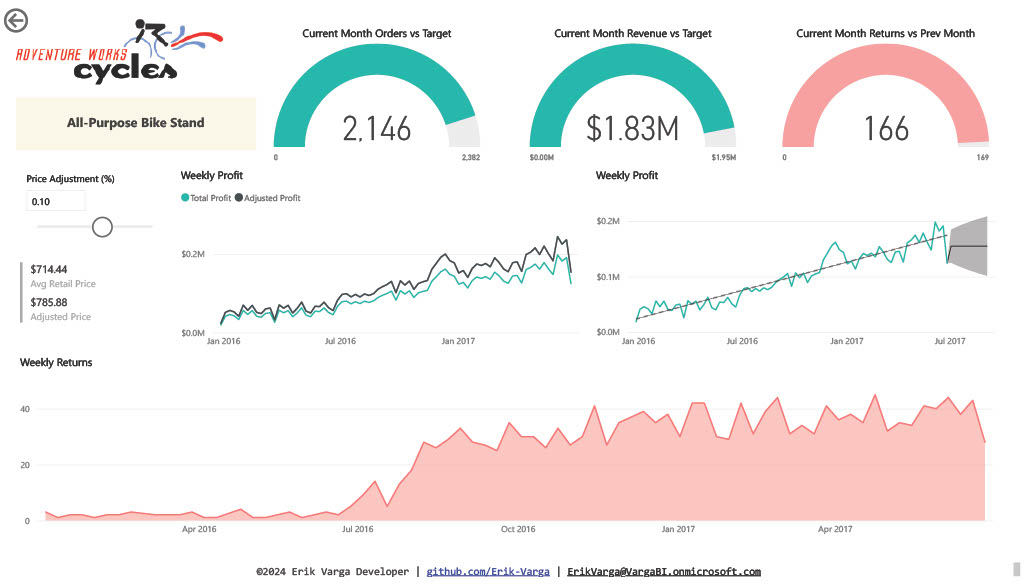 ADVENTURE WORKS
cycles
All-Purpose Bike Stand
Current Month Orders vs Target
2,146
0
2,382
Current Month Revenue vs Target
$1.83M
$0.00M
$1.95M
Current Month Returns vs Prev Month
166
0
169
Price Adjustment (%)
0.10
$714.44
Avg Retail Price
$785.88
Adjusted Price
Weekly Profit
Total Profit Adjusted Profit
$0.2M
$0.0M
Jan 2016 Jul 2016 Jan 2017
Weekly Profit
$0.2M
$0.1M
$0.0M
Jan 2016 Jul 2016 Jan 2017 Jul 2017
Weekly Returns
40
20
0
Apr 2016 Jul 2016 Oct 2016 Jan 2017 Apr 2017
©2024 Erik Varga Developer | github.com/Erik-Varga | ErikVarga@VargaBI.onmicrosoft.com